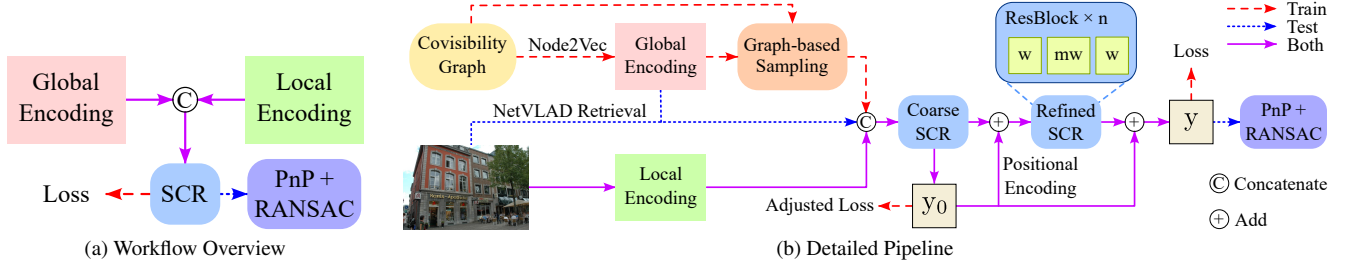 Global
Encoding
Local
Encoding
C
Loss
SCR
PnP +
RANSAC
(a) Workflow Overview
Covisibility
Graph
Node2Vec
Global
Encoding
Graph-based
Sampling
NetVLAD Retrieval
Local
Encoding
C
Coarse
SCR
+
ResBlock × n
w mw w
Refined
SCR
+
Positional
Encoding
Adjusted Loss
y0
Loss
y
PnP +
RANSAC
Train
Test
Both
C Concatenate
+ Add
(b) Detailed Pipeline